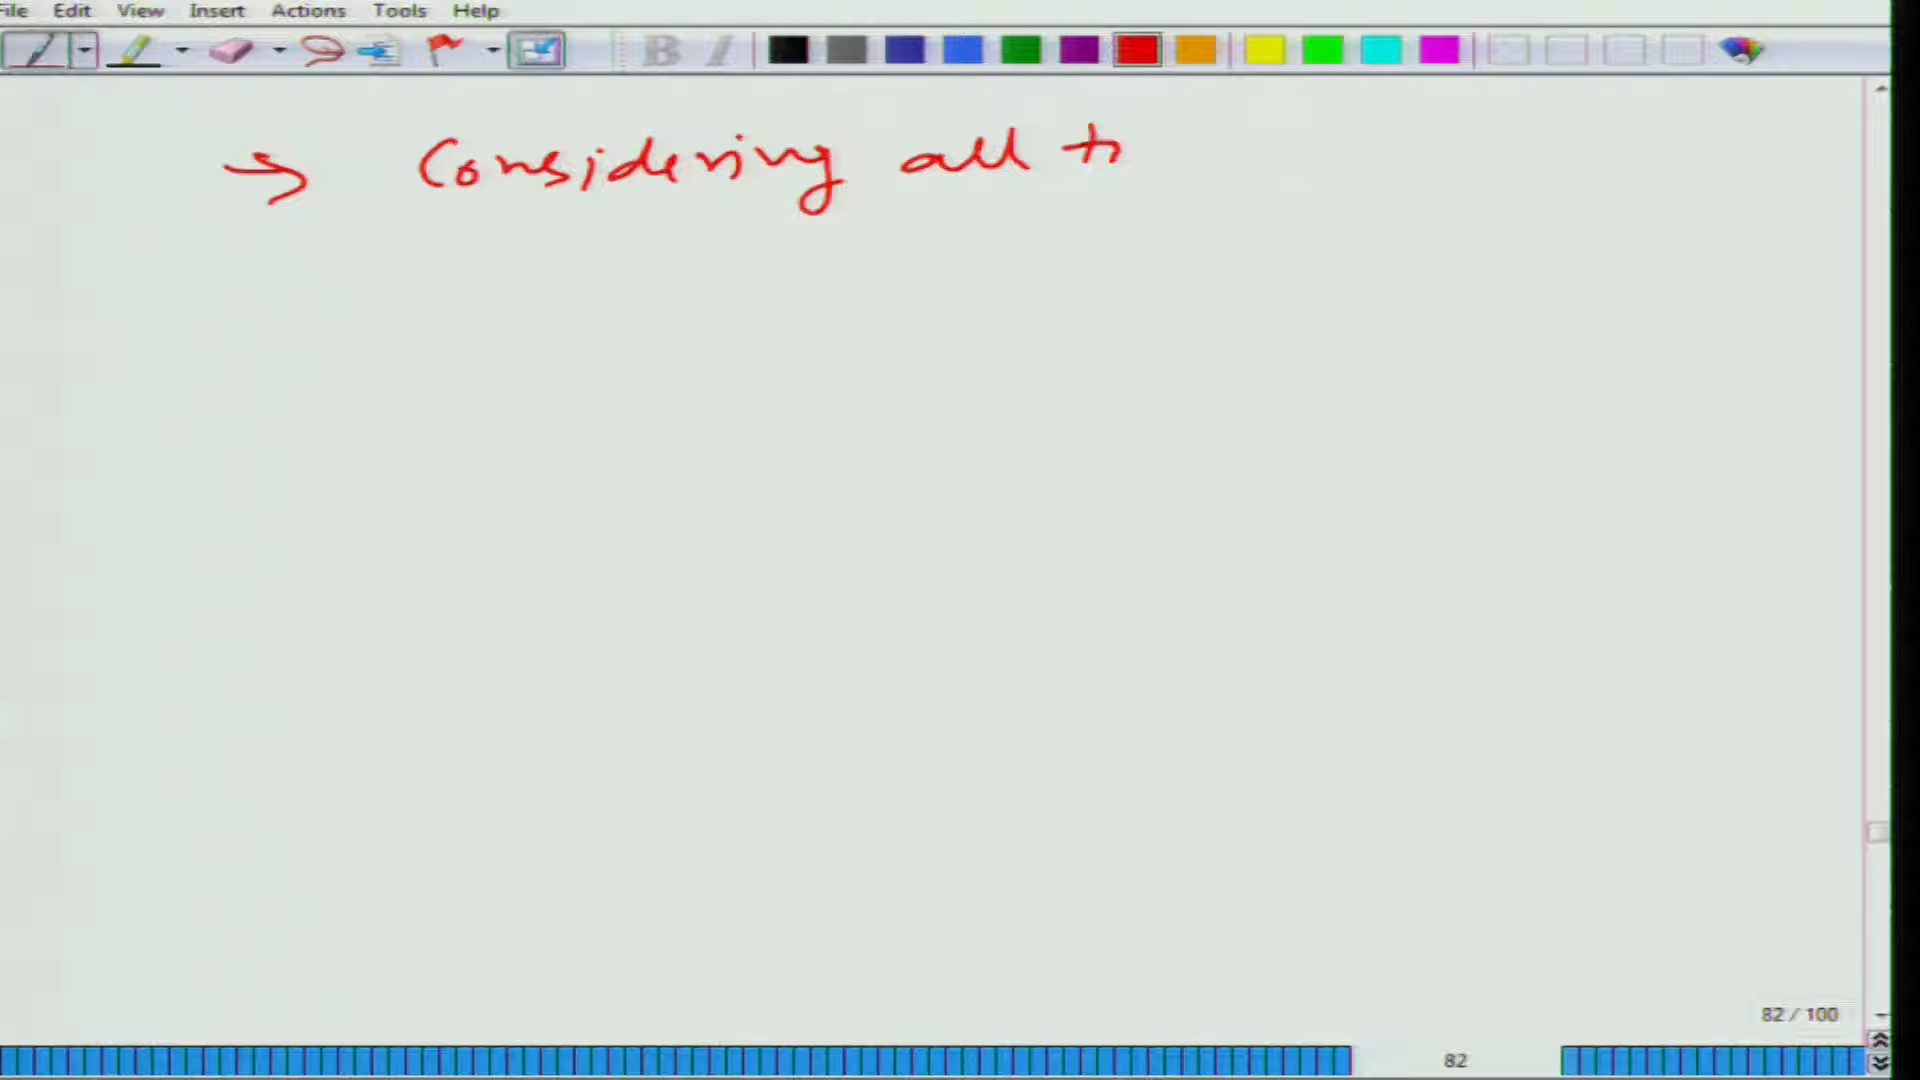 File Edit View Insert Actions Tools Help
B I
→ Considering all
82 / 100
82